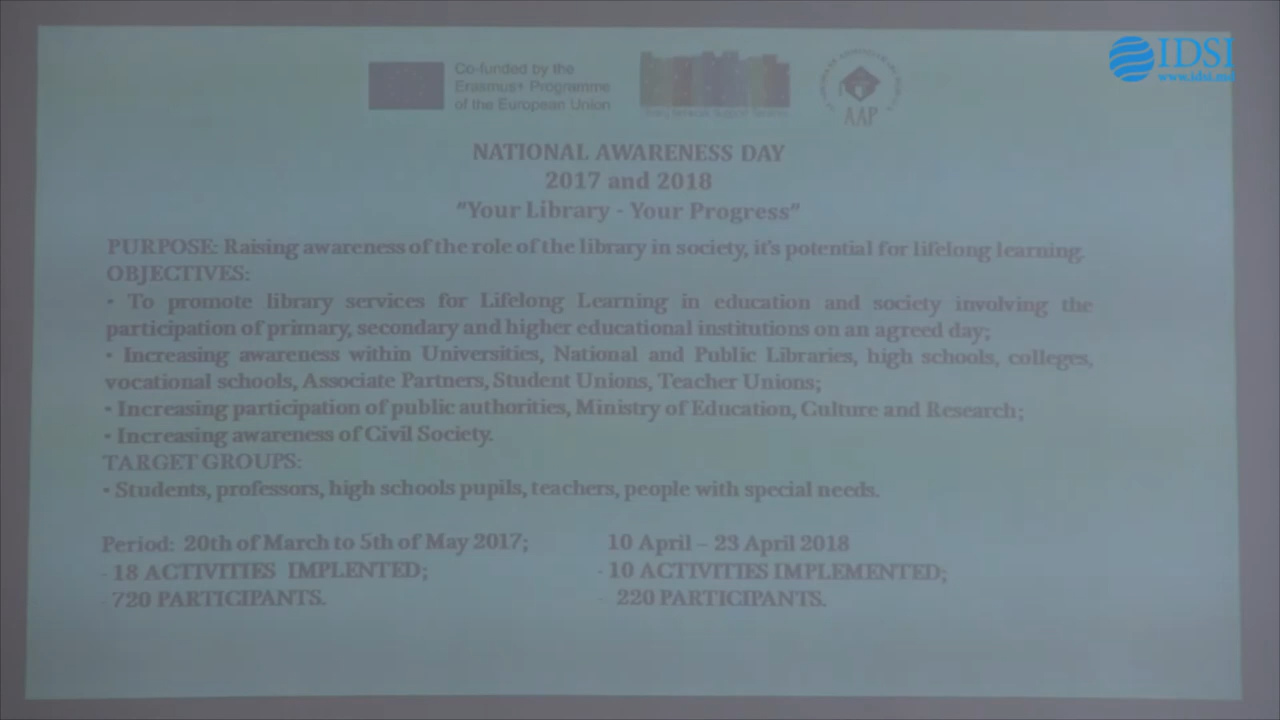 IDSI
www.idsi.md
Co-funded by the
Erasmus+ Programme
of the European Union
AAP
NATIONAL AWARENESS DAY
2017 and 2018
"Your Library - Your Progress"
PURPOSE: Raising awareness of the role of the library in society, it's potential for lifelong learning.
OBJECTIVES:
• To promote library services for Lifelong Learning in education and society involving the
participation of primary, secondary and higher educational institutions on an agreed day;
• Increasing awareness within Universities, National and Public Libraries, high schools, colleges,
vocational schools, Associate Partners, Student Unions, Teacher Unions;
• Increasing participation of public authorities, Ministry of Education, Culture and Research;
• Increasing awareness of Civil Society.
TARGET GROUPS:
• Students, professors, high schools pupils, teachers, people with special needs.
Period: 20th of March to 5th of May 2017; 10 April – 23 April 2018
- 18 ACTIVITIES IMPLENTED; - 10 ACTIVITIES IMPLEMENTED;
- 720 PARTICIPANTS. - 220 PARTICIPANTS.